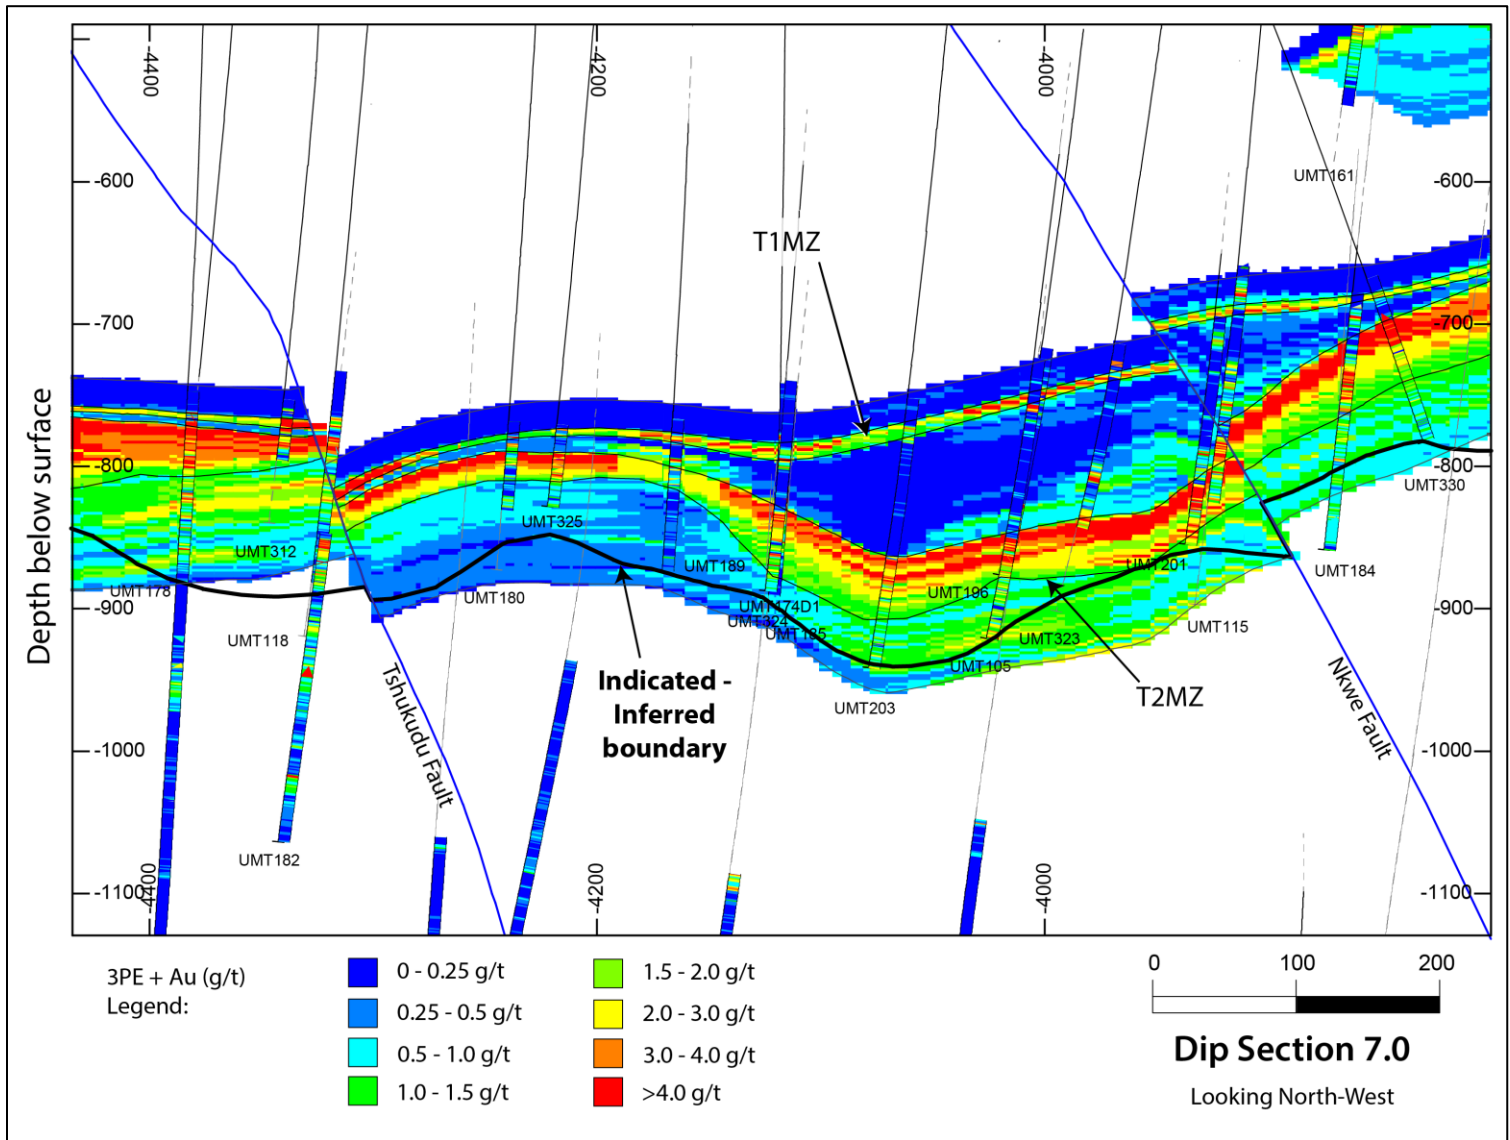 -4400
-4200
-4000
-600
-600
UMT161
T1MZ
-700
-700
Depth below surface
-800
-800
UMT330
UMT325
UMT312
UMT189
UMT201
UMT184
UMT178
UMT180
UMT196
-900
-900
UMT174D1
UMT324
UMT185
UMT118
UMT323
UMT115
UMT105
T2MZ
Tshukudu Fault
Indicated -
Inferred
boundary
UMT203
Nkwe Fault
-1000
-1000
UMT182
-1100
-1100
-4400
-4200
-4000
3PE + Au (g/t)
Legend:
0 - 0.25 g/t
0.25 - 0.5 g/t
0.5 - 1.0 g/t
1.0 - 1.5 g/t
1.5 - 2.0 g/t
2.0 - 3.0 g/t
3.0 - 4.0 g/t
>4.0 g/t
0 100 200
Dip Section 7.0
Looking North-West